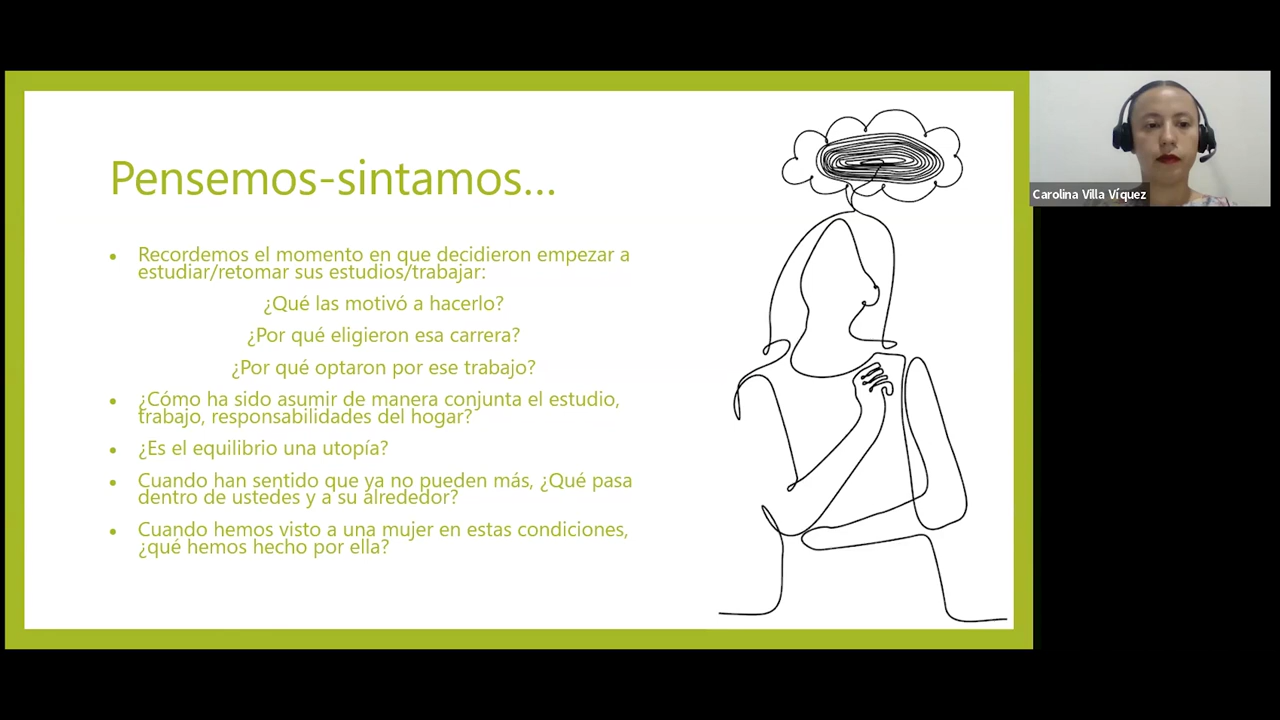 Pensemos-sintamos...
• Recordemos el momento en que decidieron empezar a
estudiar/retomar sus estudios/trabajar:
¿Qué las motivó a hacerlo?
¿Por qué eligieron esa carrera?
¿Por qué optaron por ese trabajo?
• ¿Cómo ha sido asumir de manera conjunta el estudio,
trabajo, responsabilidades del hogar?
• ¿Es el equilibrio una utopía?
• Cuando han sentido que ya no pueden más, ¿Qué pasa
dentro de ustedes y a su alrededor?
• Cuando hemos visto a una mujer en estas condiciones,
¿qué hemos hecho por ella?
Carolina Villa Víquez